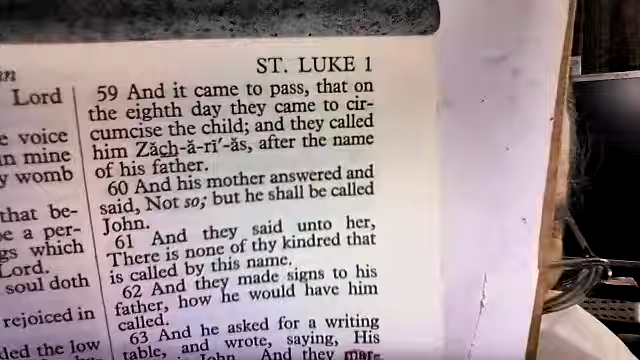 ST. LUKE 1
Lord
e voice
n mine
y womb
that be-
e a per-
gs which
Lord.
soul doth
rejoiced in
ded the low
59 And it came to pass, that on
the eighth day they came to cir-
cumcise the child; and they called
him Zăch-ă-rī′-ăs, after the name
of his father.
60 And his mother answered and
said, Not so; but he shall be called
John.
61 And they said unto her,
There is none of thy kindred that
is called by this name.
62 And they made signs to his
father, how he would have him
called.
63 And he asked for a writing
table, and wrote, saying, His
John. And they mar-